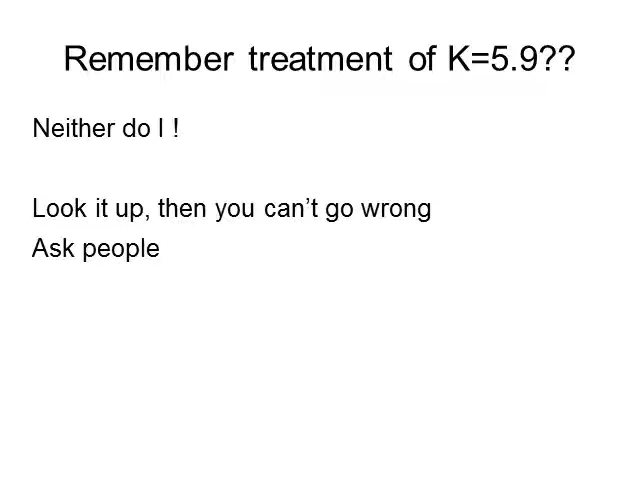 Remember treatment of K=5.9??
Neither do I !
Look it up, then you can’t go wrong
Ask people